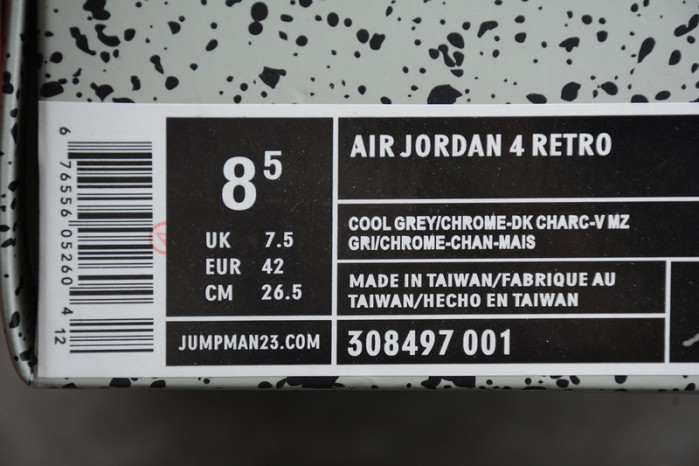 6 76556 05260 4 12
8⁵
UK 7.5
EUR 42
CM 26.5
JUMPMAN23.COM
AIR JORDAN 4 RETRO
COOL GREY/CHROME-DK CHARC-V MZ
GRI/CHROME-CHAN-MAIS
MADE IN TAIWAN/FABRIQUE AU
TAIWAN/HECHO EN TAIWAN
308497 001